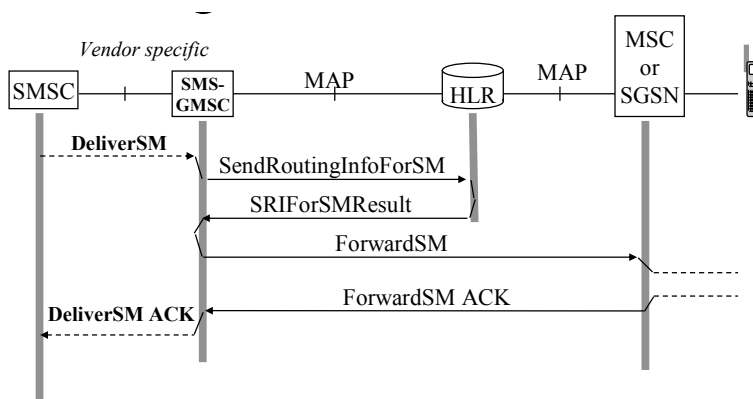 Vendor specific
SMSC
SMS-
GMSC
MAP
HLR
MAP
MSC
or
SGSN
DeliverSM
SendRoutingInfoForSM
SRIForSMResult
ForwardSM
ForwardSM ACK
DeliverSM ACK